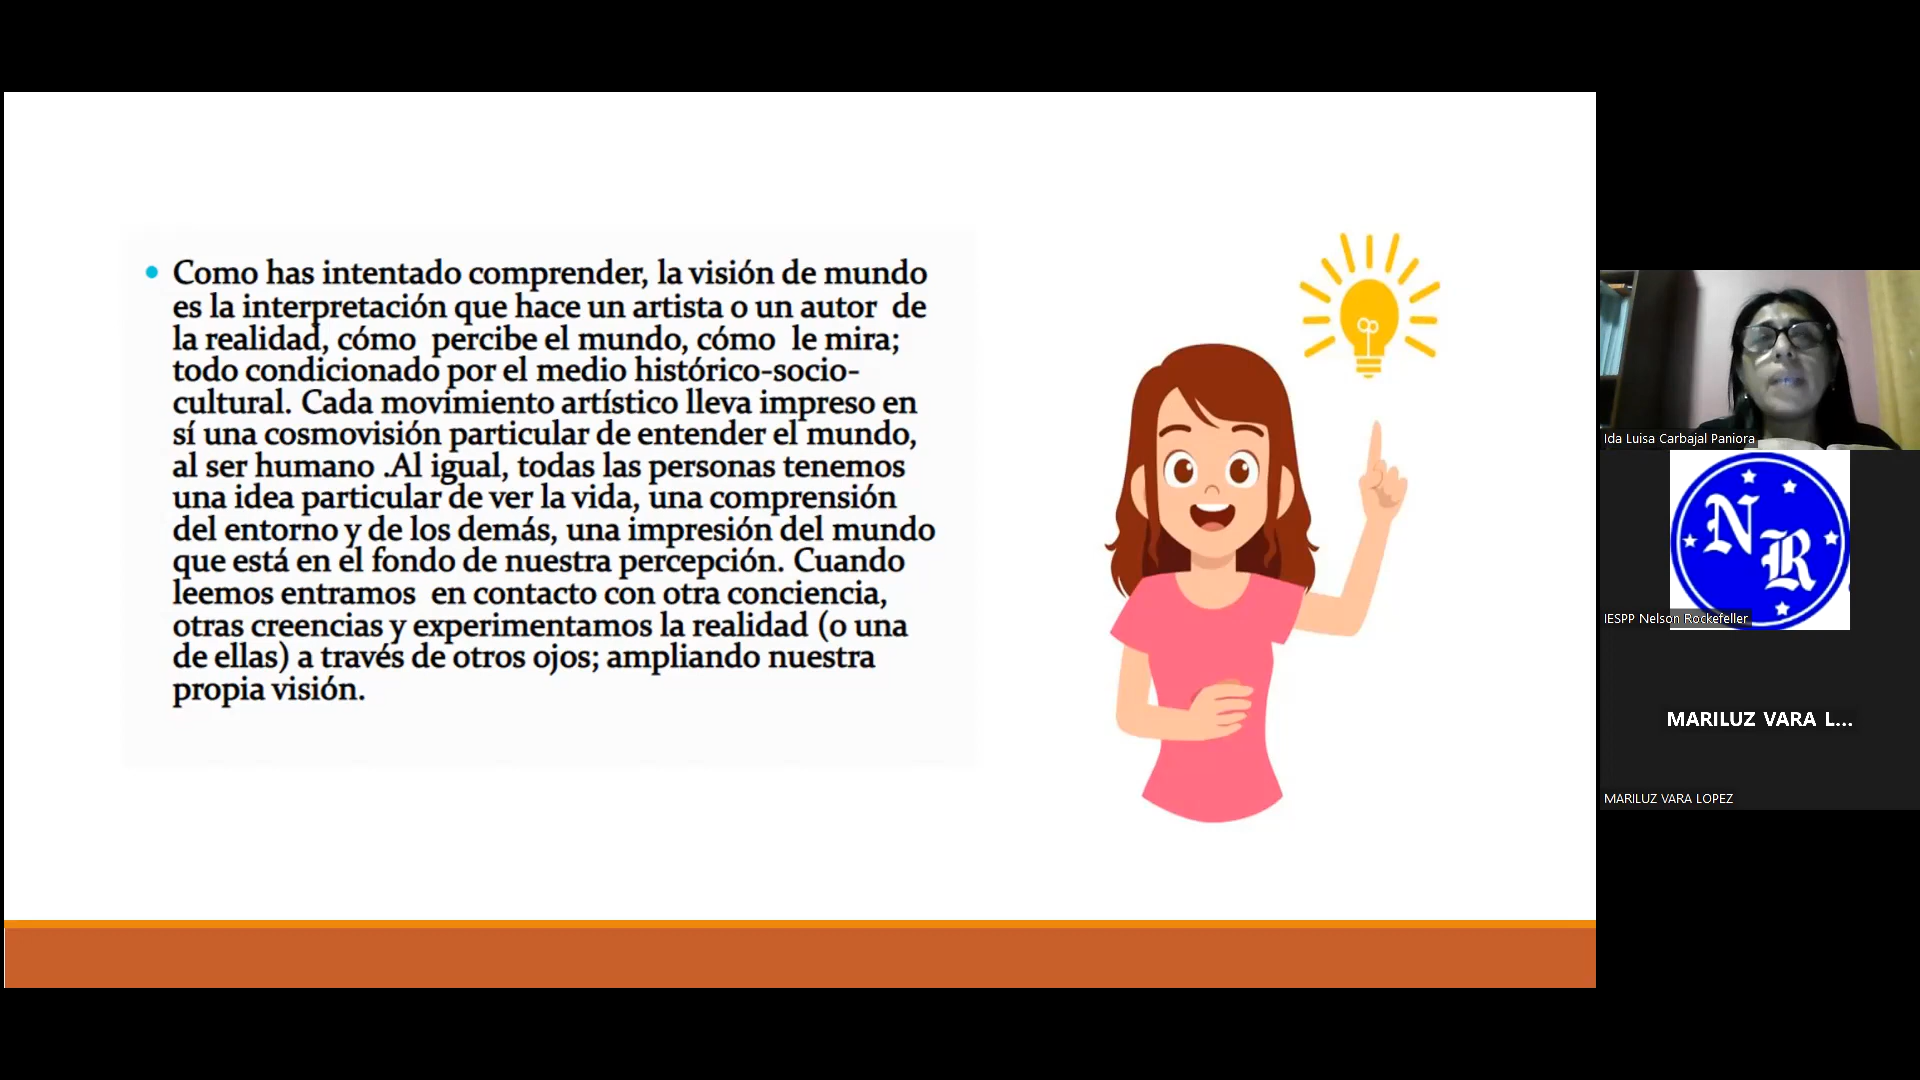 Como has intentado comprender, la visión de mundo
es la interpretación que hace un artista o un autor de
la realidad, cómo percibe el mundo, cómo le mira;
todo condicionado por el medio histórico-socio-
cultural. Cada movimiento artístico lleva impreso en
sí una cosmovisión particular de entender el mundo,
al ser humano .Al igual, todas las personas tenemos
una idea particular de ver la vida, una comprensión
del entorno y de los demás, una impresión del mundo
que está en el fondo de nuestra percepción. Cuando
leemos entramos en contacto con otra conciencia,
otras creencias y experimentamos la realidad (o una
de ellas) a través de otros ojos; ampliando nuestra
propia visión.
Ida Luisa Carbajal Paniora
N R
IESPP Nelson Rockefeller
MARILUZ VARA L...
MARILUZ VARA LOPEZ